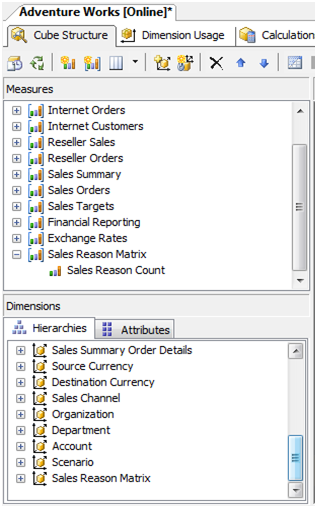 Adventure Works [Online]*
Cube Structure Dimension Usage Calculation
Measures
Internet Orders
Internet Customers
Reseller Sales
Reseller Orders
Sales Summary
Sales Orders
Sales Targets
Financial Reporting
Exchange Rates
Sales Reason Matrix
Sales Reason Count
Dimensions
Hierarchies Attributes
Sales Summary Order Details
Source Currency
Destination Currency
Sales Channel
Organization
Department
Account
Scenario
Sales Reason Matrix